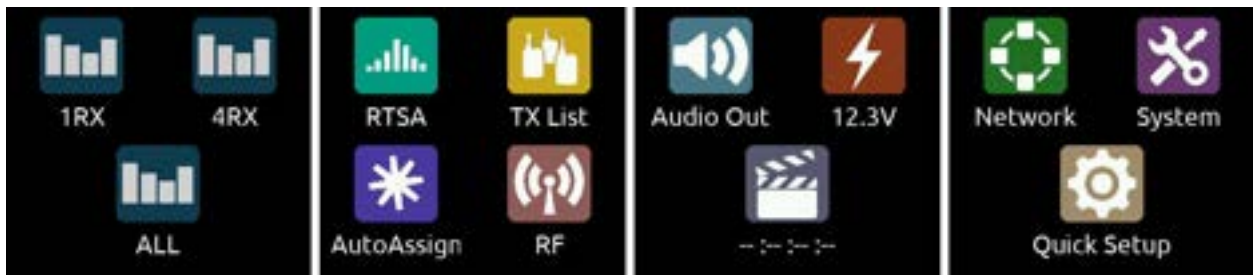 1RX 4RX
ALL
RTSA TX List
AutoAssign RF
Audio Out 12.3V
-- :-- : -- :--
Network System
Quick Setup